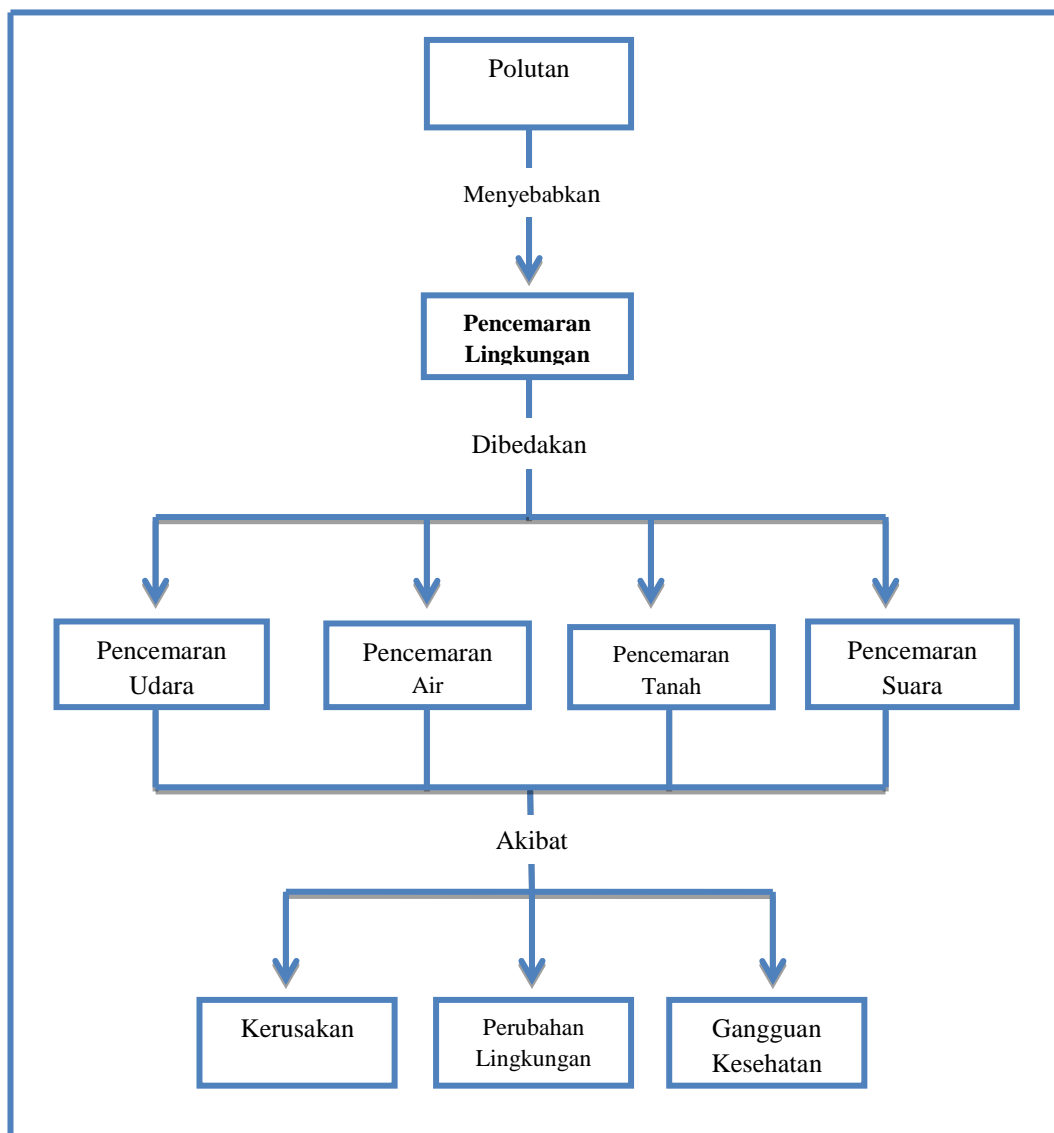 Polutan
Menyebabkan
Pencemaran
Lingkungan
Dibedakan
Pencemaran
Udara
Pencemaran
Air
Pencemaran
Tanah
Pencemaran
Suara
Akibat
Kerusakan
Perubahan
Lingkungan
Gangguan
Kesehatan